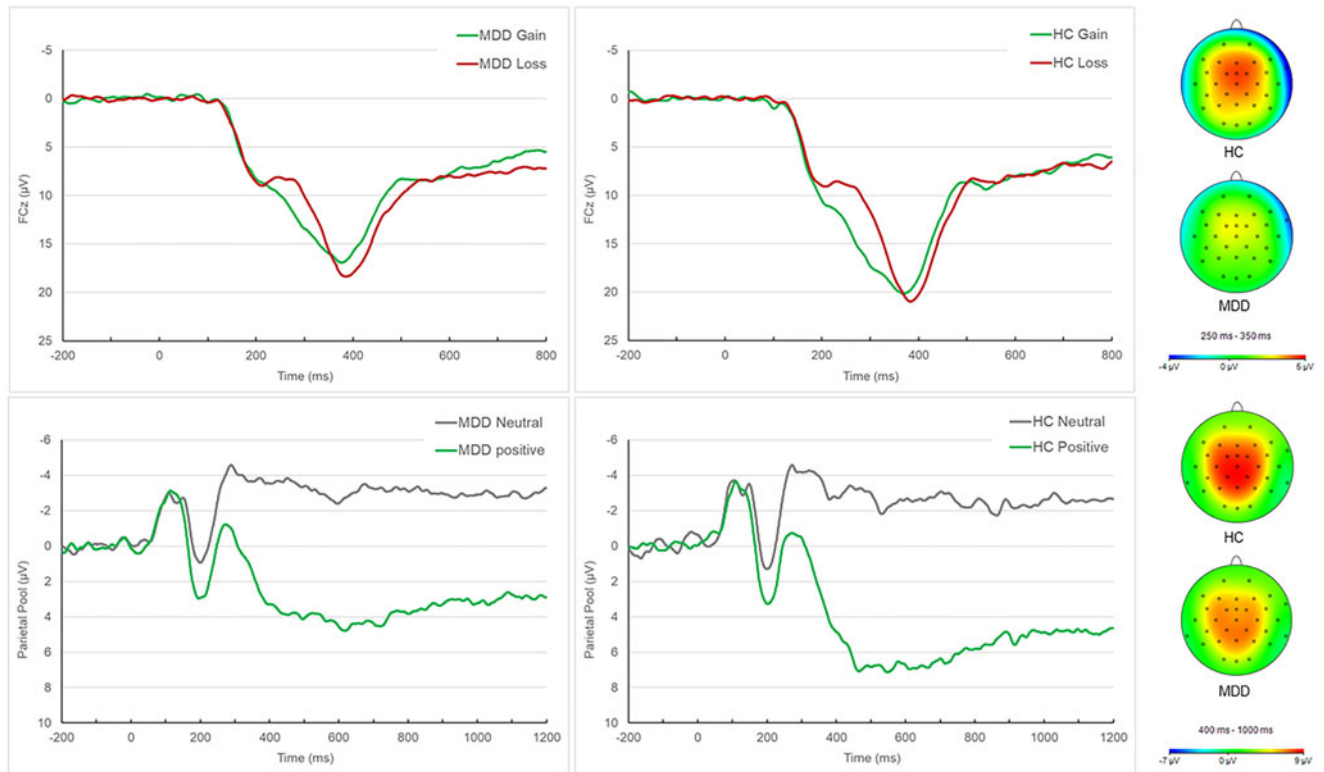 MDD Gain
MDD Loss
-5
0
5
10
15
20
25
FCz (µV)
-200 0 200 400 600 800
Time (ms)
HC Gain
HC Loss
-5
0
5
10
15
20
25
FCz (µV)
-200 0 200 400 600 800
Time (ms)
HC
MDD
250 ms - 350 ms
-4 µV 0 µV 5 µV
MDD Neutral
MDD positive
-6
-4
-2
0
2
4
6
8
10
Parietal Pool (µV)
-200 0 200 400 600 800 1000 1200
Time (ms)
HC Neutral
HC Positive
-6
-4
-2
0
2
4
6
8
10
Parietal Pool (µV)
-200 0 200 400 600 800 1000 1200
Time (ms)
HC
MDD
400 ms - 1000 ms
-7 µV 0 µV 9 µV